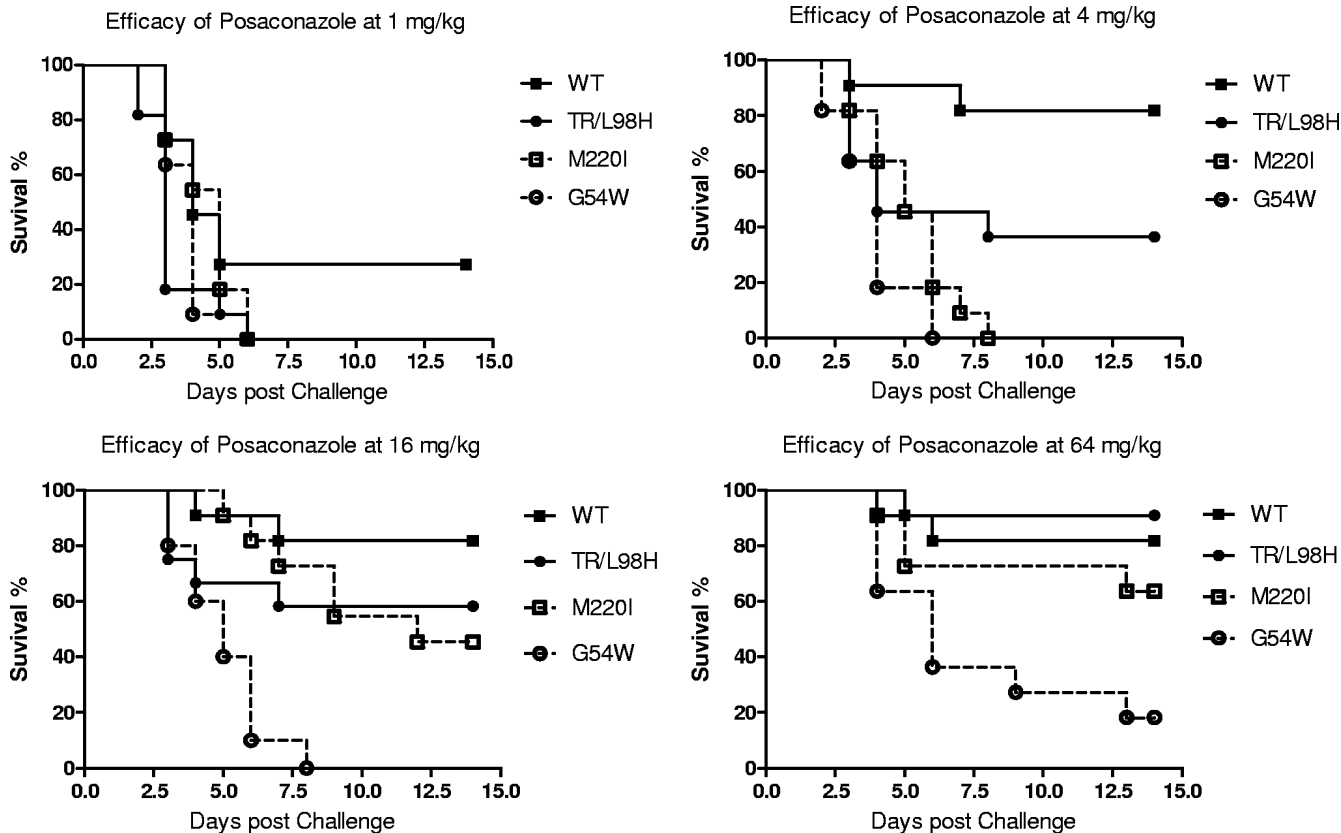 Efficacy of Posaconazole at 1 mg/kg
100
80
60
40
20
0
Suvival %
0.0 2.5 5.0 7.5 10.0 12.5 15.0
Days post Challenge
WT
TR/L98H
M220I
G54W
Efficacy of Posaconazole at 4 mg/kg
100
80
60
40
20
0
Suvival %
0.0 2.5 5.0 7.5 10.0 12.5 15.0
Days post Challenge
WT
TR/L98H
M220I
G54W
Efficacy of Posaconazole at 16 mg/kg
100
80
60
40
20
0
Suvival %
0.0 2.5 5.0 7.5 10.0 12.5 15.0
Days post Challenge
WT
TR/L98H
M220I
G54W
Efficacy of Posaconazole at 64 mg/kg
100
80
60
40
20
0
Suvival %
0.0 2.5 5.0 7.5 10.0 12.5 15.0
Days post Challenge
WT
TR/L98H
M220I
G54W